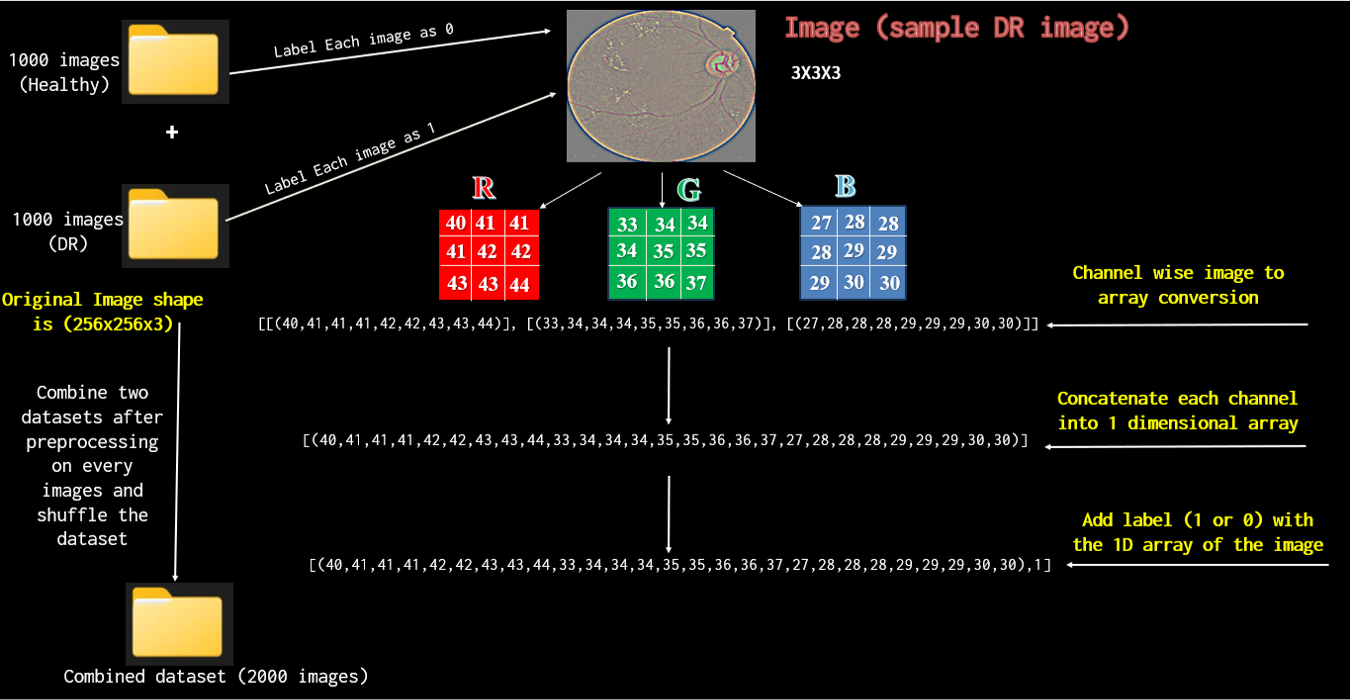 1000 images
(Healthy)
+
1000 images
(DR)
Label Each image as 0
Label Each image as 1
Image (sample DR image)
3X3X3
R
40 41 41
41 42 42
43 43 44
G
33 34 34
34 35 35
36 36 37
B
27 28 28
28 29 29
29 30 30
Original Image shape
is (256x256x3)
Channel wise image to
array conversion
[[(40,41,41,41,42,42,43,43,44)], [(33,34,34,34,35,35,36,36,37)], [(27,28,28,28,29,29,29,30,30)]]
Combine two
datasets after
preprocessing
on every
images and
shuffle the
dataset
Concatenate each channel
into 1 dimensional array
[(40,41,41,41,42,42,43,43,44,33,34,34,34,35,35,36,36,37,27,28,28,28,29,29,29,30,30)]
Add label (1 or 0) with
the 1D array of the image
[(40,41,41,41,42,42,43,43,44,33,34,34,34,35,35,36,36,37,27,28,28,28,29,29,29,30,30),1]
Combined dataset (2000 images)